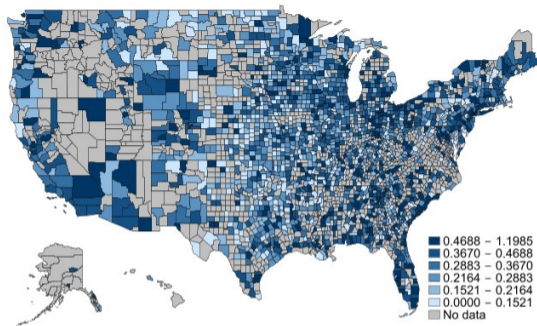 0.4688 – 1.1985
0.3670 – 0.4688
0.2883 – 0.3670
0.2164 – 0.2883
0.1521 – 0.2164
0.0000 – 0.1521
No data